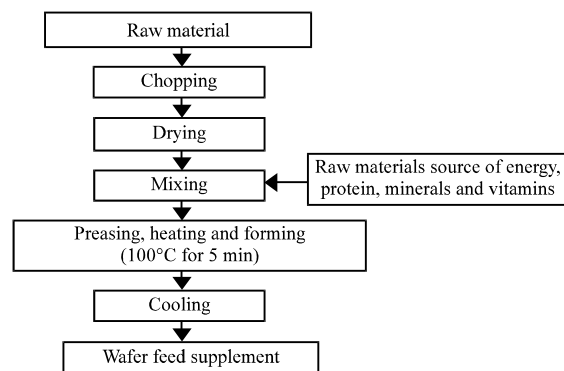 Raw material
Chopping
Drying
Mixing
Raw materials source of energy,
protein, minerals and vitamins
Preasing, heating and forming
(100°C for 5 min)
Cooling
Wafer feed supplement